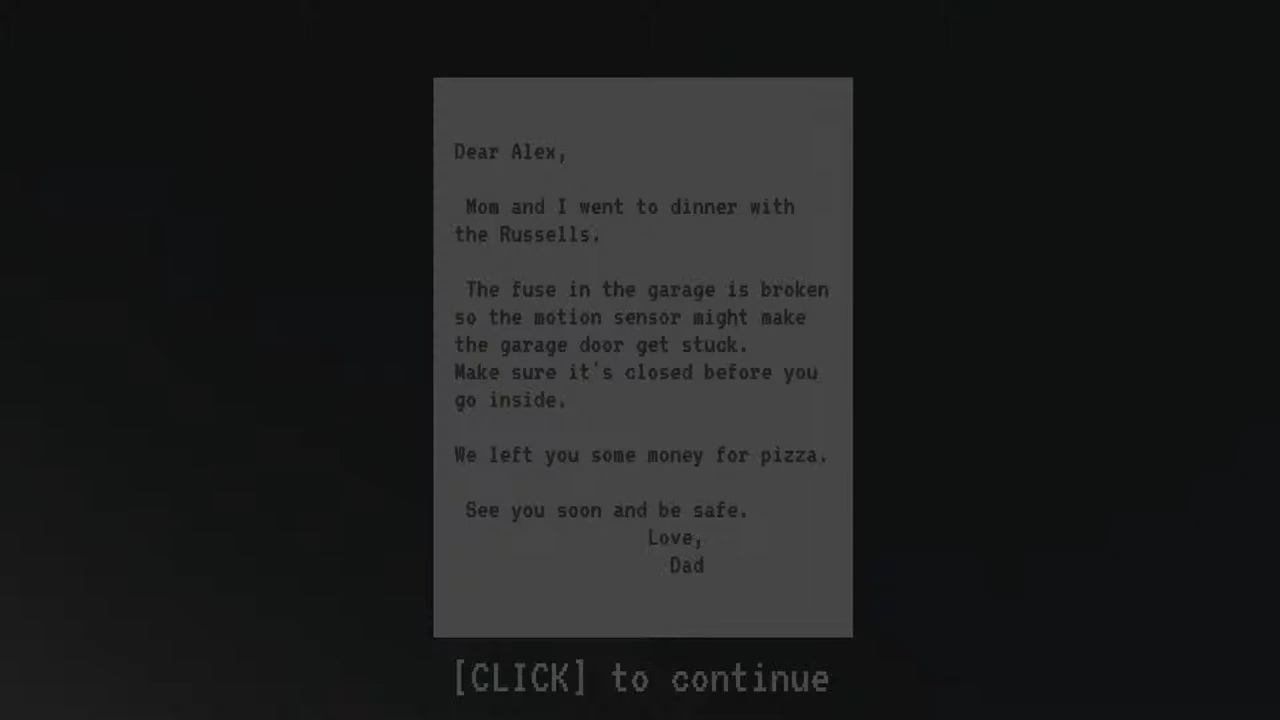 Dear Alex,
Mom and I went to dinner with
the Russells.
The fuse in the garage is broken
so the motion sensor might make
the garage door get stuck.
Make sure it's closed before you
go inside.
We left you some money for pizza.
See you soon and be safe.
Love,
Dad
[CLICK] to continue